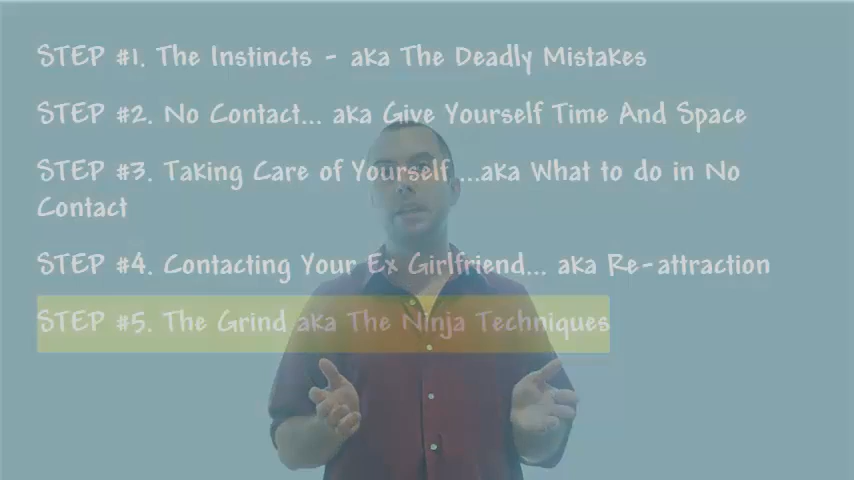 STEP #1. The Instincts - aka The Deadly Mistakes
STEP #2. No Contact... aka Give Yourself Time And Space
STEP #3. Taking Care of Yourself ...aka What to do in No
Contact
STEP #4. Contacting Your Ex Girlfriend... aka Re-attraction
STEP #5. The Grind aka The Ninja Techniques